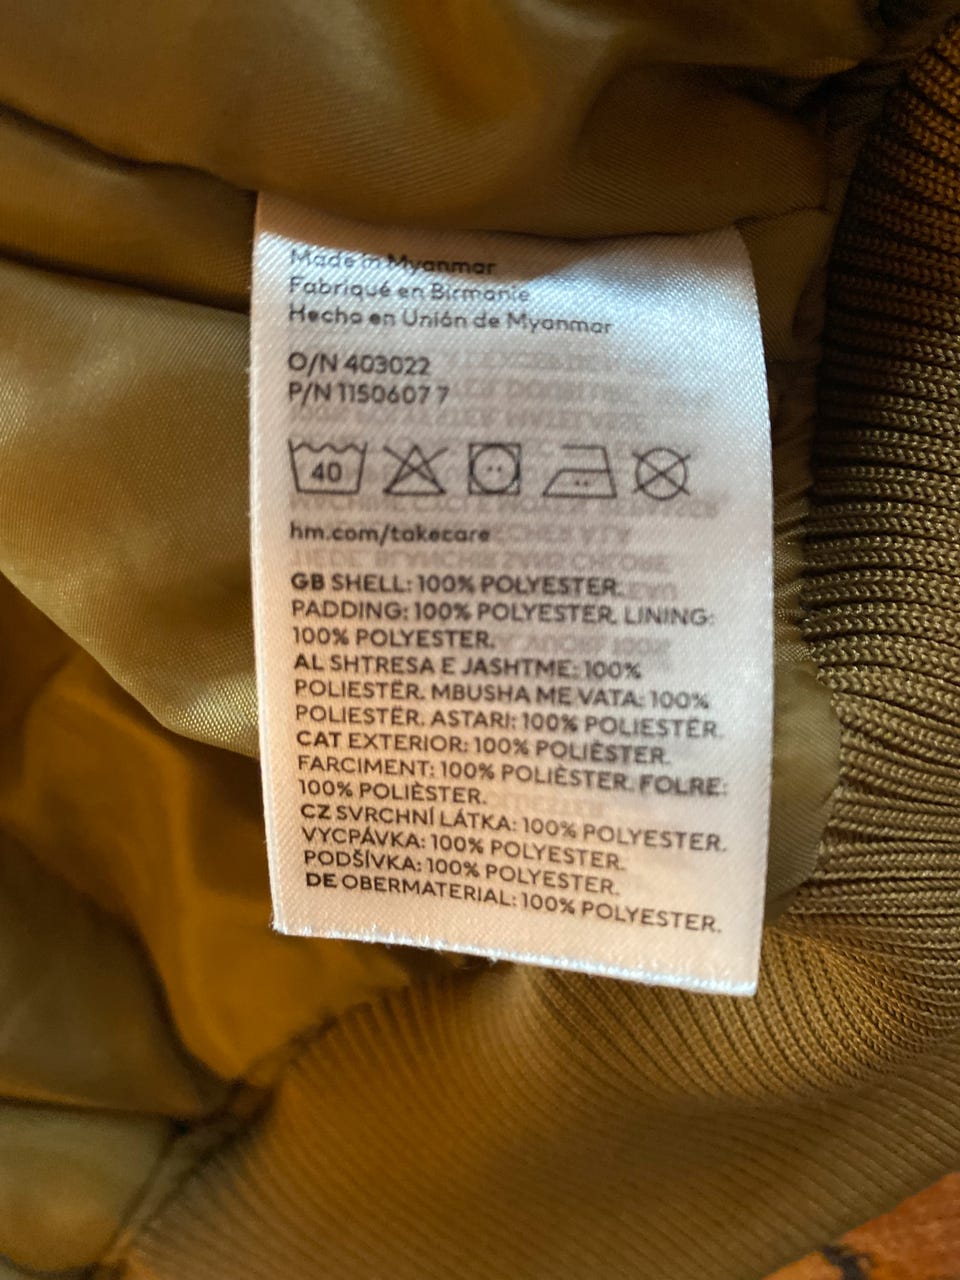 Made in Myanmar
Fabriqué en Birmanie
Hecho en Unión de Myanmar
O/N 403022
P/N 1150607 7
40
hm.com/takecare
GB SHELL: 100% POLYESTER.
PADDING: 100% POLYESTER. LINING:
100% POLYESTER.
AL SHTRESA E JASHTME: 100%
POLIESTËR. MBUSHA ME VATA: 100%
POLIESTËR. ASTARI: 100% POLIESTËR.
CAT EXTERIOR: 100% POLIÈSTER.
FARCIMENT: 100% POLIÈSTER. FOLRE:
100% POLIÈSTER.
CZ SVRCHNÍ LÁTKA: 100% POLYESTER.
VYCPÁVKA: 100% POLYESTER.
PODŠÍVKA: 100% POLYESTER.
DE OBERMATERIAL: 100% POLYESTER.